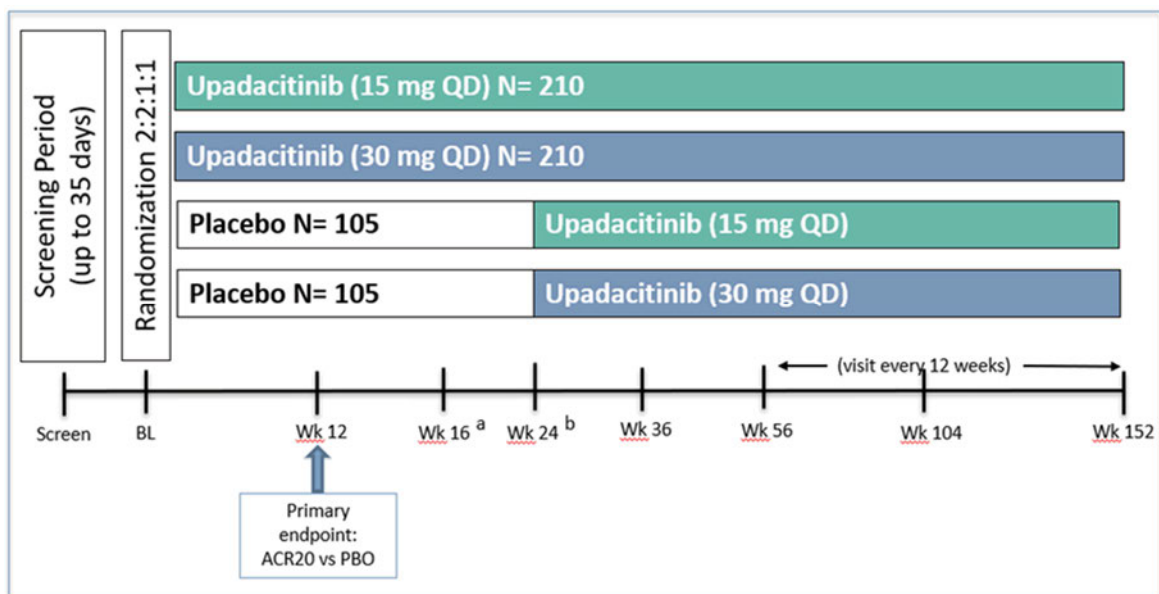 Screening Period
(up to 35 days)
Randomization 2:2:1:1
Upadacitinib (15 mg QD) N= 210
Upadacitinib (30 mg QD) N= 210
Placebo N= 105
Upadacitinib (15 mg QD)
Placebo N= 105
Upadacitinib (30 mg QD)
(visit every 12 weeks)
Screen
BL
Wk 12
Wk 16 a
Wk 24 b
Wk 36
Wk 56
Wk 104
Wk 152
Primary
endpoint:
ACR20 vs PBO